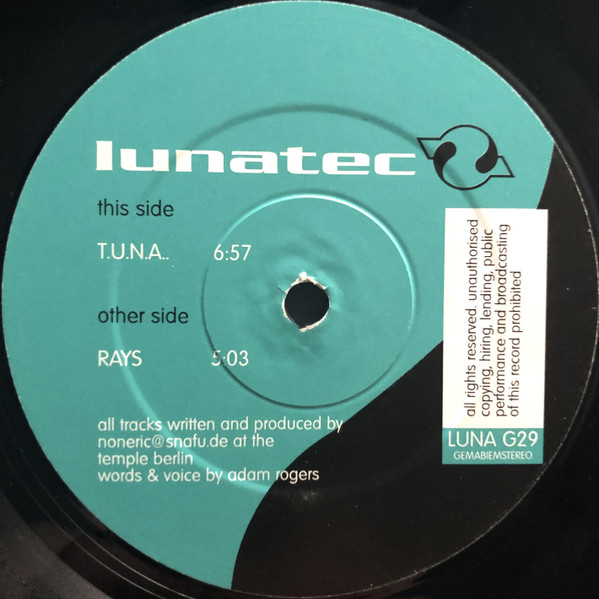 lunatec
this side
T.U.N.A.. 6:57
other side
RAYS 5:03
all tracks written and produced by
noneric@snafu.de at the
temple berlin
words & voice by adam rogers
all rights reserved. unauthorised
copying, hiring, lending, public
performance and broadcasting
of this record prohibited
LUNA G29
GEMABIEMSTEREO